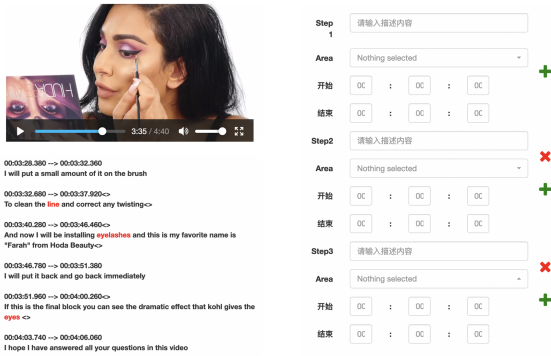 3:35 / 4:40
00:03:28.380 --> 00:03:32.360
I will put a small amount of it on the brush
00:03:32.680 --> 00:03:37.920<>
To clean the line and correct any twisting<>
00:03:40.280 --> 00:03:46.460<>
And now I will be installing eyelashes and this is my favorite name is
"Farah" from Hoda Beauty<>
00:03:46.780 --> 00:03:51.380
I will put it back and go back immediately
00:03:51.960 --> 00:04:00.260<>
If this is the final block you can see the dramatic effect that kohl gives the
eyes <>
00:04:03.740 --> 00:04:06.060
I hope I have answered all your questions in this video
Step 1
请输入描述内容
Area
Nothing selected
开始
00 : 00 : 00
结束
00 : 00 : 00
Step2
请输入描述内容
Area
Nothing selected
开始
00 : 00 : 00
结束
00 : 00 : 00
Step3
请输入描述内容
Area
Nothing selected
开始
00 : 00 : 00
结束
00 : 00 : 00